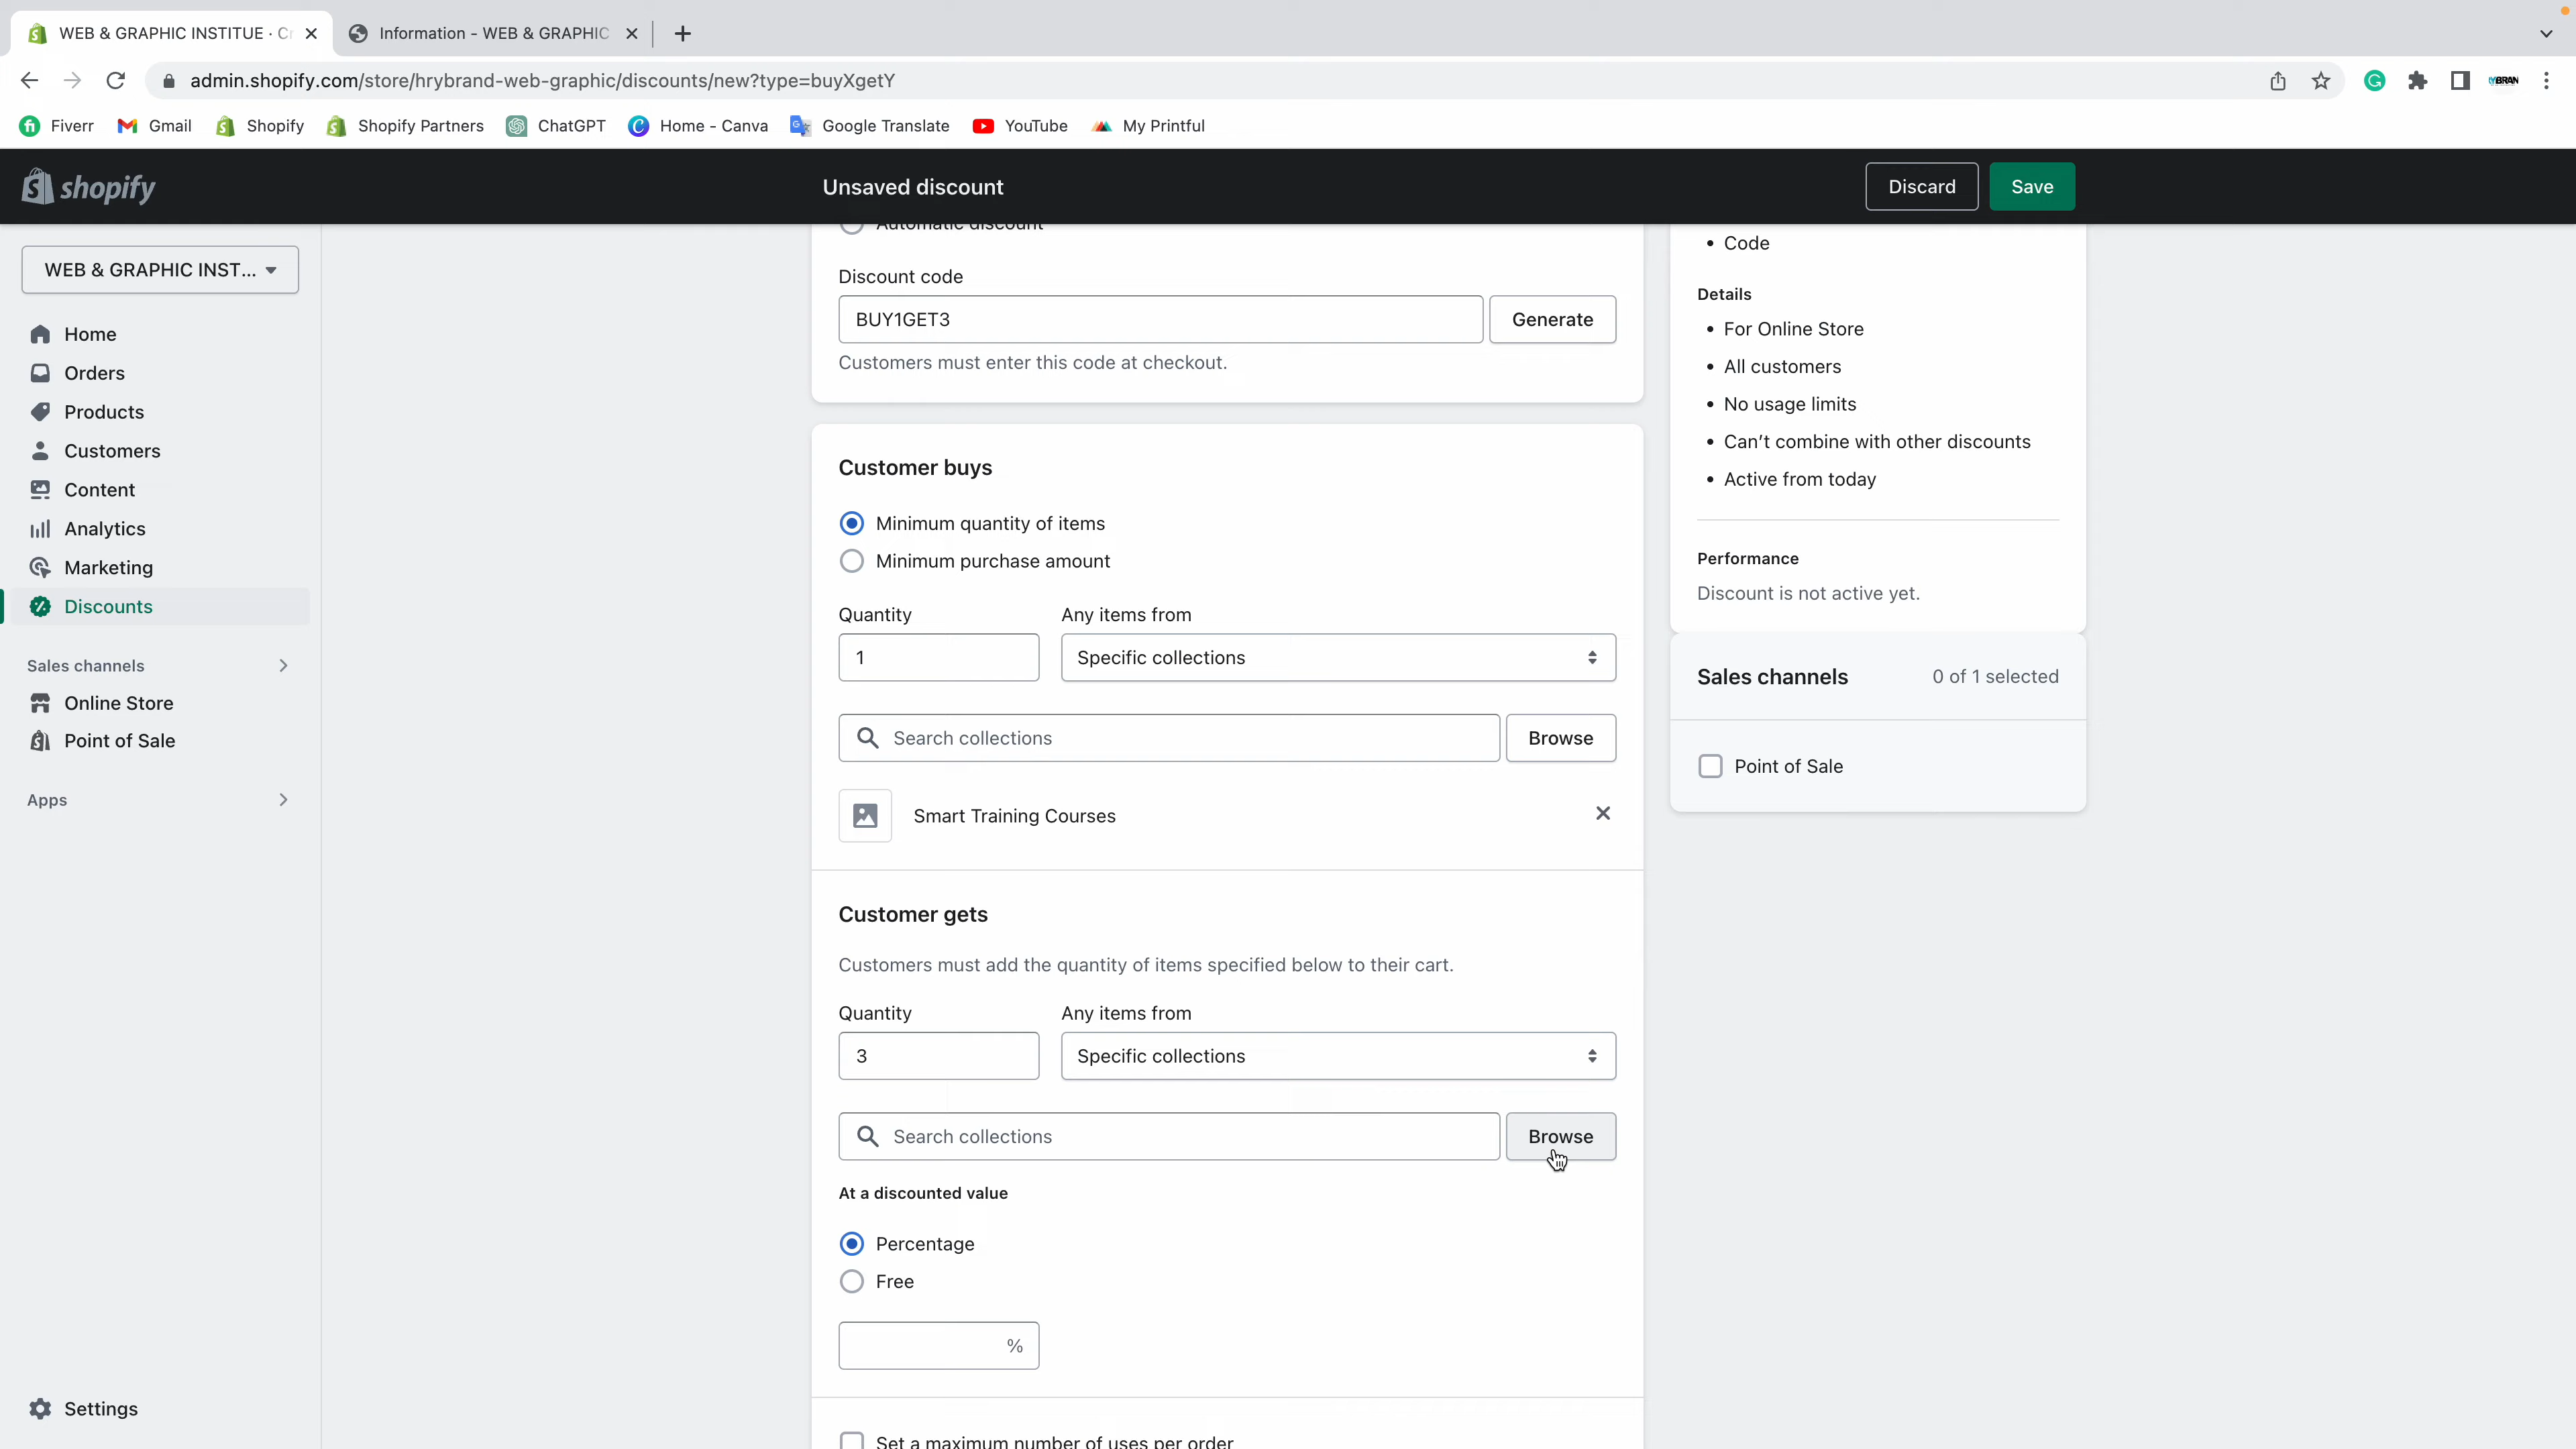 WEB & GRAPHIC INSTITUE · Cr
Information - WEB & GRAPHIC
admin.shopify.com/store/hrybrand-web-graphic/discounts/new?type=buyXgetY
Fiverr
Gmail
Shopify
Shopify Partners
ChatGPT
Home - Canva
Google Translate
YouTube
My Printful
shopify
Unsaved discount
Discard
Save
WEB & GRAPHIC INST...
Home
Orders
Products
Customers
Content
Analytics
Marketing
Discounts
Sales channels
Online Store
Point of Sale
Apps
Settings
Automatic discount
Discount code
BUY1GET3
Generate
Customers must enter this code at checkout.
Customer buys
Minimum quantity of items
Minimum purchase amount
Quantity
Any items from
1
Specific collections
Search collections
Browse
Smart Training Courses
Customer gets
Customers must add the quantity of items specified below to their cart.
Quantity
Any items from
3
Specific collections
Search collections
Browse
At a discounted value
Percentage
Free
%
Set a maximum number of uses per order
• Code
Details
• For Online Store
• All customers
• No usage limits
• Can’t combine with other discounts
• Active from today
Performance
Discount is not active yet.
Sales channels
0 of 1 selected
Point of Sale